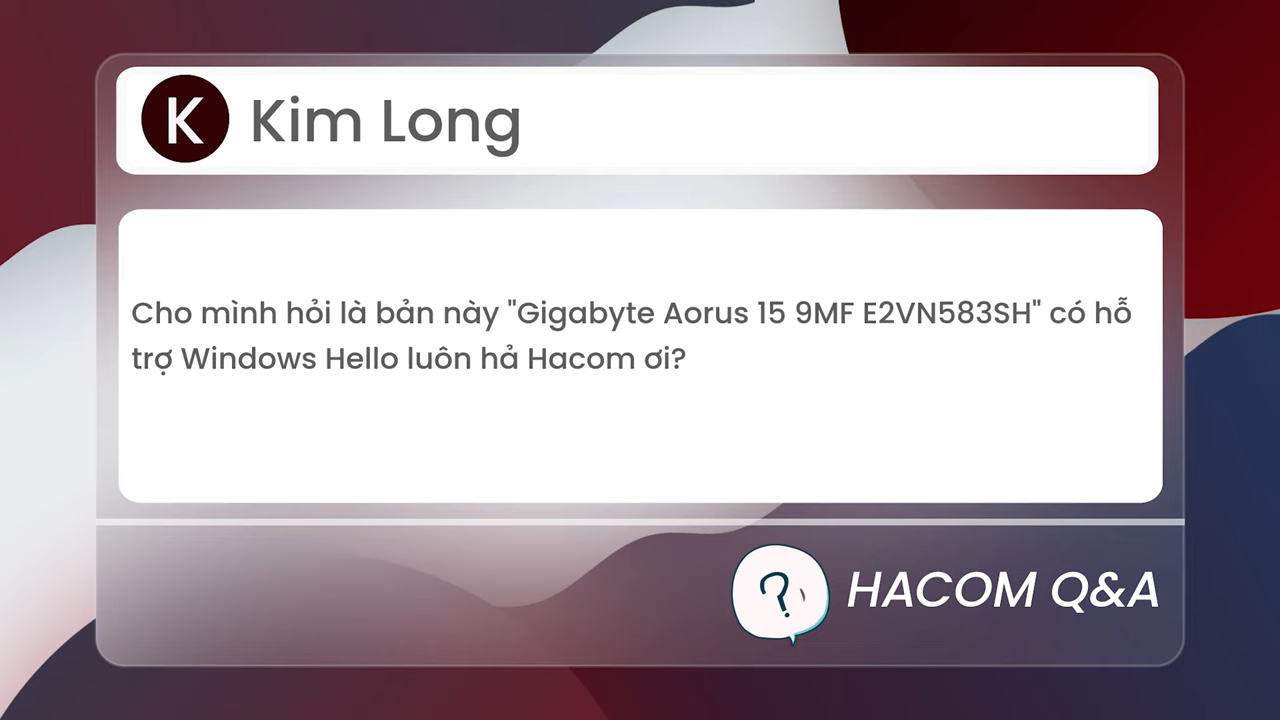 K
Kim Long
Cho mình hỏi là bản này "Gigabyte Aorus 15 9MF E2VN583SH" có hỗ
trợ Windows Hello luôn hả Hacom ơi?
?
HACOM Q&A